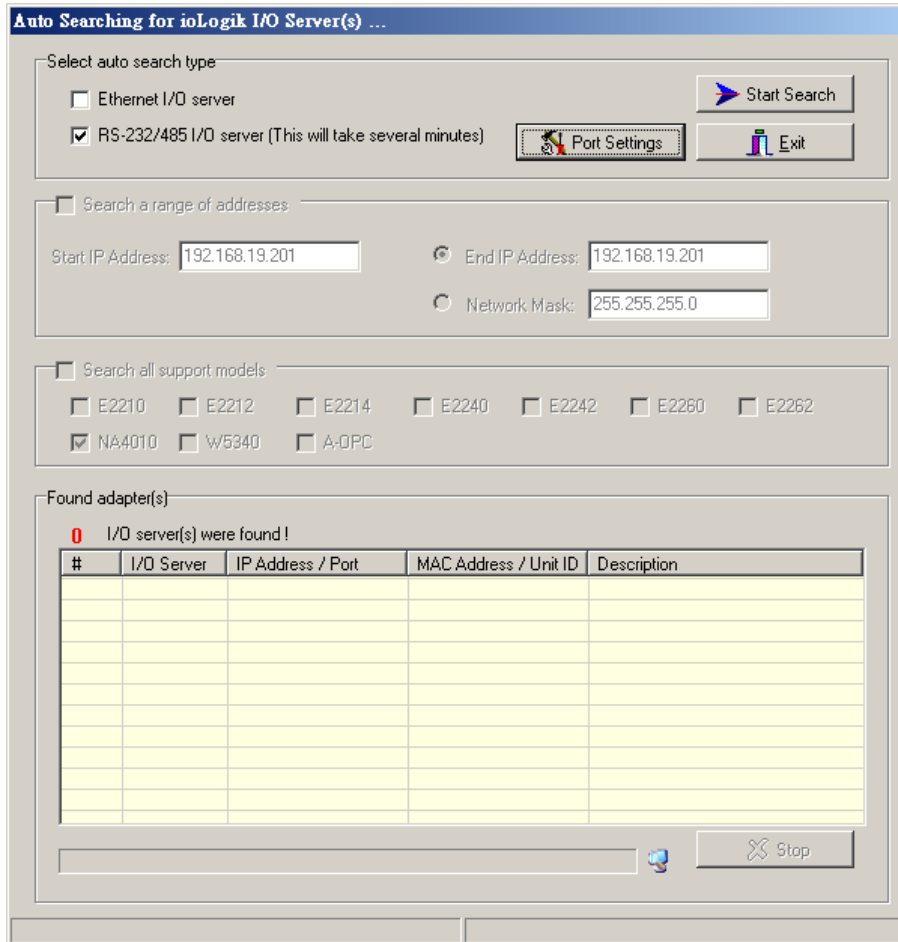 Auto Searching for ioLogik I/O Server(s) ...
Select auto search type
Ethernet I/O server
Start Search
RS-232/485 I/O server (This will take several minutes)
Port Settings
Exit
Search a range of addresses
Start IP Address: 192.168.19.201
End IP Address: 192.168.19.201
Network Mask: 255.255.255.0
Search all support models
E2210 E2212 E2214 E2240 E2242 E2260 E2262
NA4010 W5340 A-OPC
Found adapter(s)
0 I/O server(s) were found !
# I/O Server IP Address / Port MAC Address / Unit ID Description
Stop